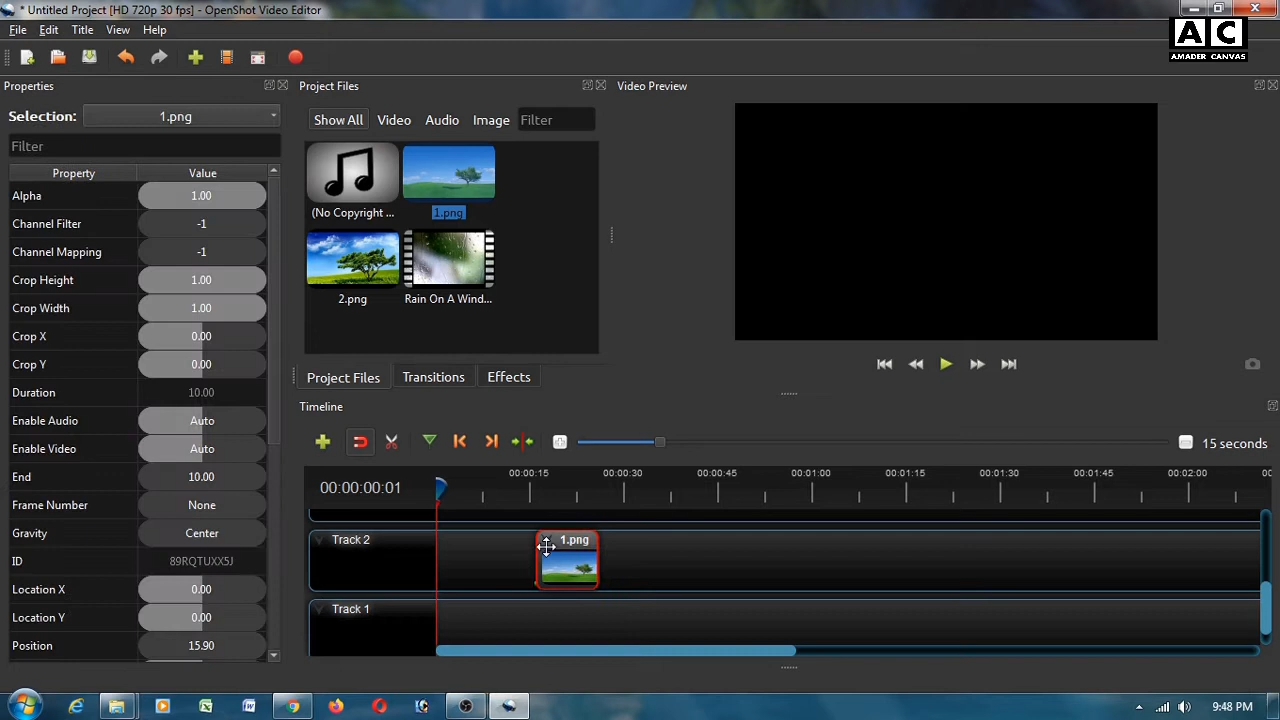 * Untitled Project [HD 720p 30 fps] - OpenShot Video Editor
File Edit Title View Help
AC
AMADER CANVAS
Properties
Project Files
Video Preview
Selection: 1.png
Show All Video Audio Image Filter
Filter
Property Value
Alpha 1.00
Channel Filter -1
Channel Mapping -1
Crop Height 1.00
Crop Width 1.00
Crop X 0.00
Crop Y 0.00
Duration 10.00
Enable Audio Auto
Enable Video Auto
End 10.00
Frame Number None
Gravity Center
ID 89RQTUXX5J
Location X 0.00
Location Y 0.00
Position 15.90
(No Copyright ... 1.png
2.png Rain On A Wind...
Project Files Transitions Effects
Timeline
15 seconds
00:00:00:01
00:00:15 00:00:30 00:00:45 00:01:00 00:01:15 00:01:30 00:01:45 00:02:00 00
Track 2
1.png
Track 1
9:48 PM